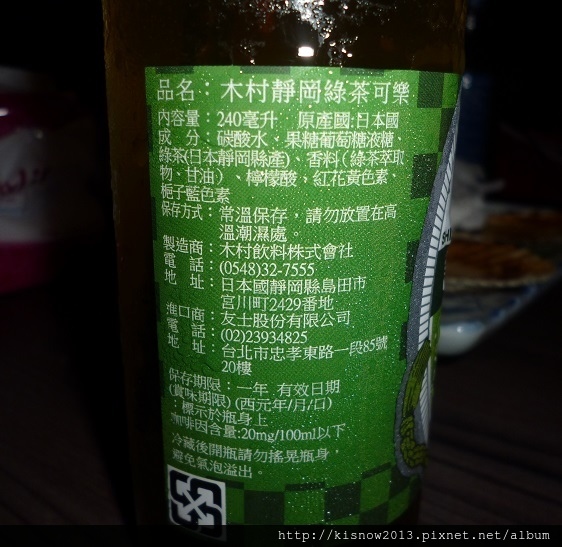 品名：木村靜岡綠茶可樂
內容量：240毫升　原產國:日本國
成　分：碳酸水、果糖葡萄糖液糖、
綠茶(日本靜岡縣產)、香料（綠茶萃取
物、甘油）、檸檬酸，紅花黃色素、
梔子藍色素
保存方式：常溫保存，請勿放置在高
溫潮濕處。
製造商：木村飲料株式會社
電　話：(0548)32-7555
地　址：日本國靜岡縣島田市
宮川町2429番地
進口商：友士股份有限公司
電　話：(02)23934825
地　址：台北市忠孝東路一段85號
20樓
保存期限：一年 有效日期
(賞味期限) (西元年/月/日)
：標示於瓶身上
咖啡因含量:20mg/100ml以下
冷藏後開瓶請勿搖晃瓶身，
避免氣泡溢出。
http://kisnow2013.pixnet.net/album